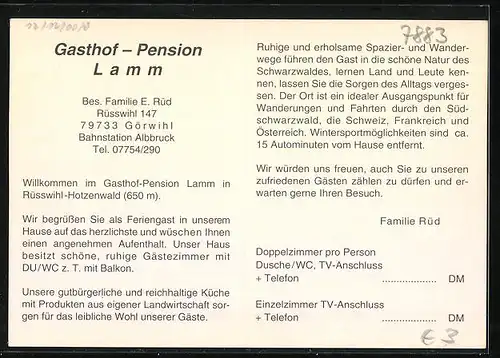 Gasthof – Pension
Lamm
Bes. Familie E. Rüd
Rüsswihl 147
79733 Görwihl
Bahnstation Albbruck
Tel. 07754/290
Willkommen im Gasthof-Pension Lamm in
Rüsswihl-Hotzenwald (650 m).
Wir begrüßen Sie als Feriengast in unserem
Hause auf das herzlichste und wüschen Ihnen
einen angenehmen Aufenthalt. Unser Haus
besitzt schöne, ruhige Gästezimmer mit
DU/WC z. T. mit Balkon.
Unsere gutbürgerliche und reichhaltige Küche
mit Produkten aus eigener Landwirtschaft sor-
gen für das leibliche Wohl unserer Gäste.
7883
Ruhige und erholsame Spazier- und Wander-
wege führen den Gast in die schöne Natur des
Schwarzwaldes, lernen Land und Leute ken-
nen, lassen Sie die Sorgen des Alltags verges-
sen. Der Ort ist ein idealer Ausgangspunkt für
Wanderungen und Fahrten durch den Süd-
schwarzwald, die Schweiz, Frankreich und
Österreich. Wintersportmöglichkeiten sind ca.
15 Autominuten vom Hause entfernt.
Wir würden uns freuen, auch Sie zu unseren
zufriedenen Gästen zählen zu dürfen und er-
warten gerne Ihren Besuch.
Familie Rüd
Doppelzimmer pro Person
Dusche/WC, TV-Anschluss
+ Telefon .................... DM
Einzelzimmer TV-Anschluss
+ Telefon .................... DM
€ 3